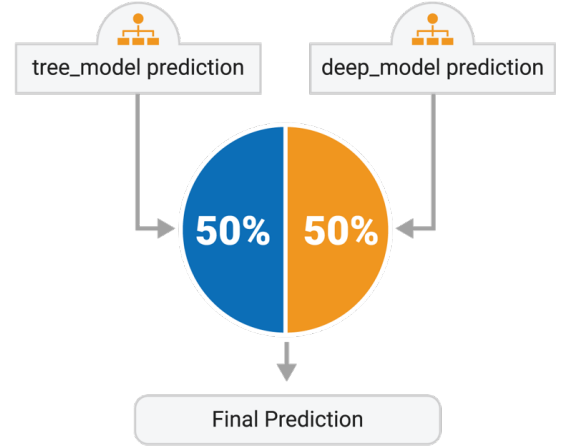 tree_model prediction
deep_model prediction
50%
50%
Final Prediction